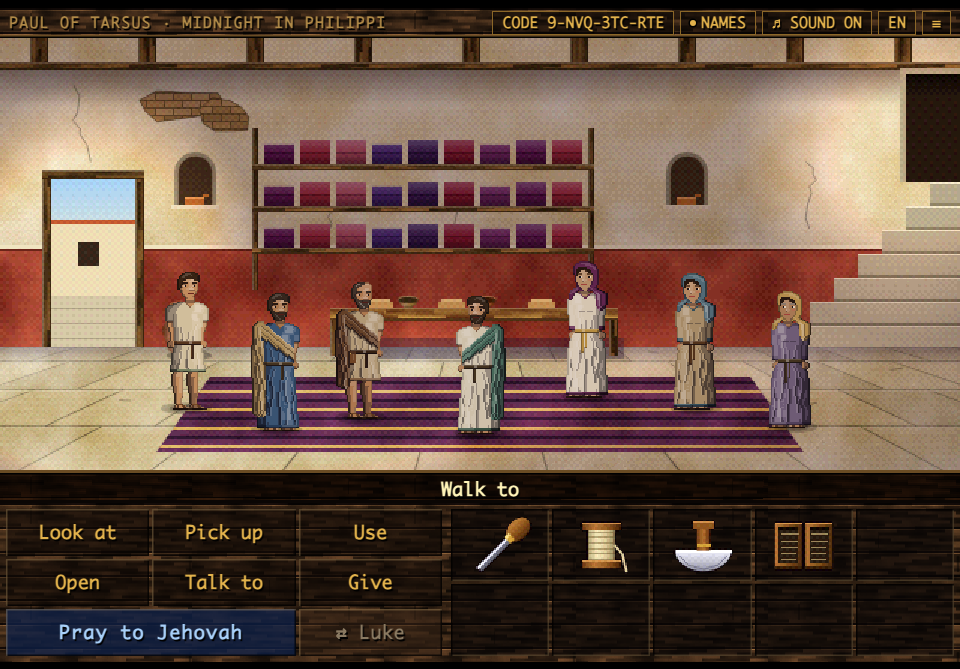 PAUL OF TARSUS · MIDNIGHT IN PHILIPPI
CODE 9-NVQ-3TC-RTE
● NAMES
♬ SOUND ON
EN
≡
Walk to
Look at
Pick up
Use
Open
Talk to
Give
Pray to Jehovah
⇄ Luke